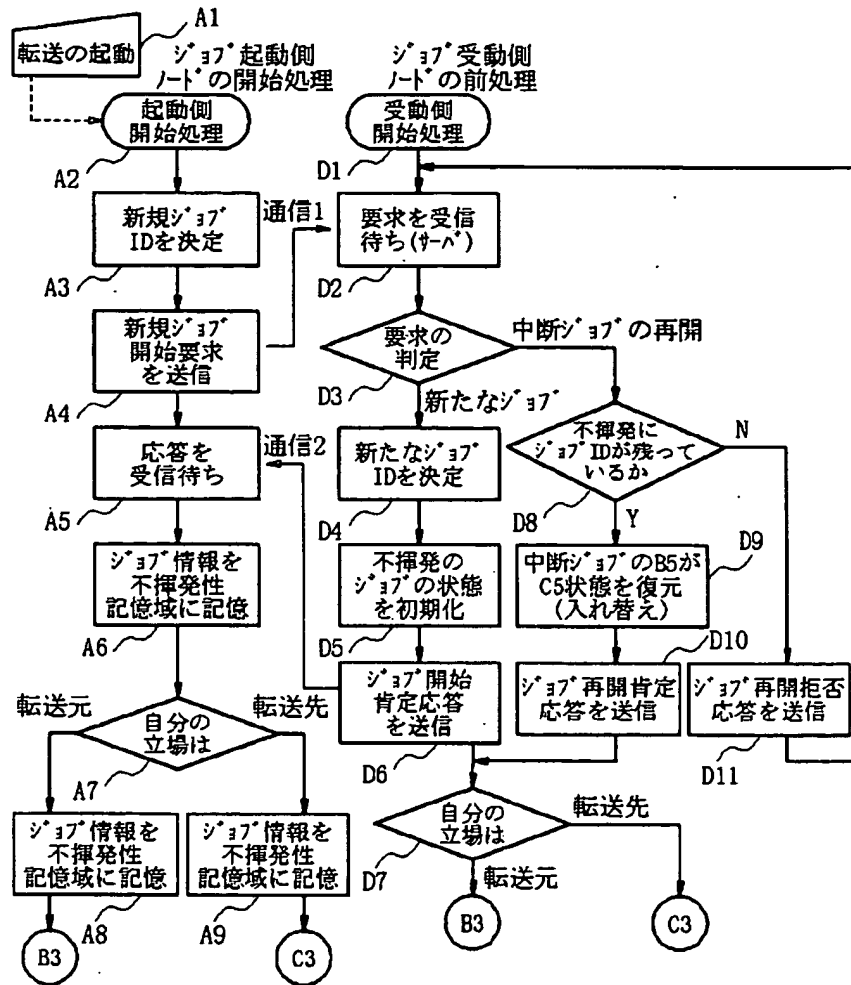 A1
転送の起動
ジョブ起動側
ノードの開始処理
起動側
開始処理
A2
新規ジョブ
IDを決定
A3
通信1
新規ジョブ
開始要求
を送信
A4
応答を
受信待ち
A5
通信2
ジョブ情報を
不揮発性
記憶域に記憶
A6
転送元
自分の
立場は
転送先
A7
ジョブ情報を
不揮発性
記憶域に記憶
A8
ジョブ情報を
不揮発性
記憶域に記憶
A9
B3
C3
ジョブ受動側
ノードの前処理
受動側
開始処理
D1
要求を受信
待ち(サーバ)
D2
要求の
判定
D3
中断ジョブの再開
新たなジョブ
新たなジョブ
IDを決定
D4
不揮発の
ジョブの状態
を初期化
D5
ジョブ開始
肯定応答
を送信
D6
不揮発に
ジョブIDが残って
いるか
D8
N
Y
中断ジョブのB5が
C5状態を復元
(入れ替え)
D9
D10
ジョブ再開肯定
応答を送信
ジョブ再開拒否
応答を送信
D11
自分の
立場は
D7
転送先
転送元
B3
C3